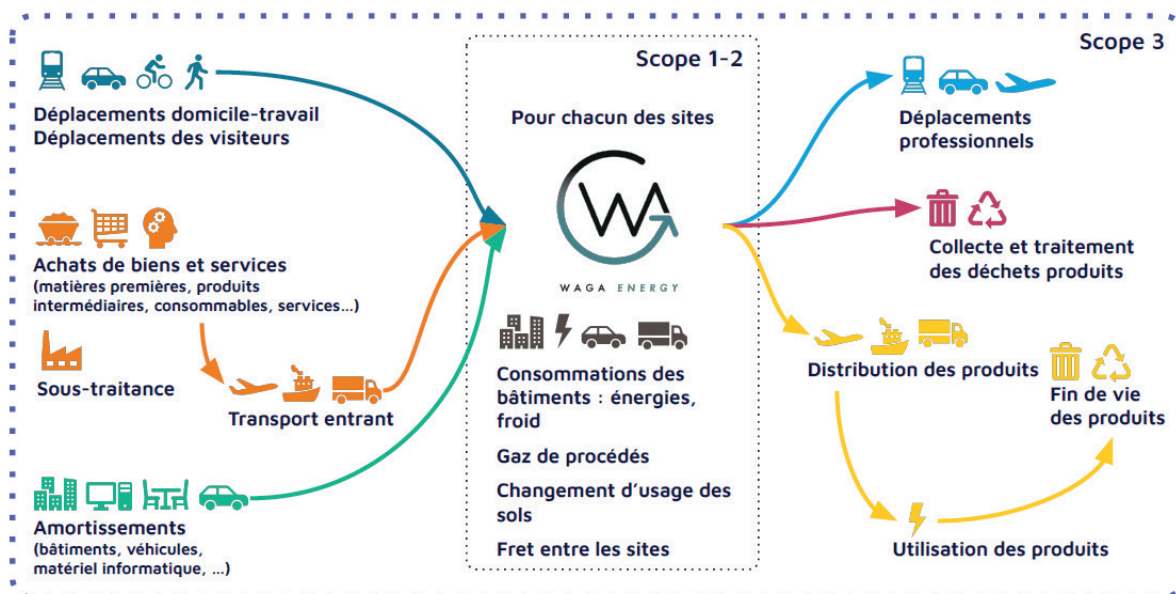 Scope 3
Scope 1-2
Déplacements domicile-travail
Déplacements des visiteurs
Achats de biens et services
(matières premières, produits
intermédiaires, consommables, services...)
Sous-traitance
Transport entrant
Amortissements
(bâtiments, véhicules,
matériel informatique, ...)
Pour chacun des sites
WAGA ENERGY
Consommations des
bâtiments : énergies,
froid
Gaz de procédés
Changement d'usage des
sols
Fret entre les sites
Déplacements
professionnels
Collecte et traitement
des déchets produits
Distribution des produits
Fin de vie
des produits
Utilisation des produits